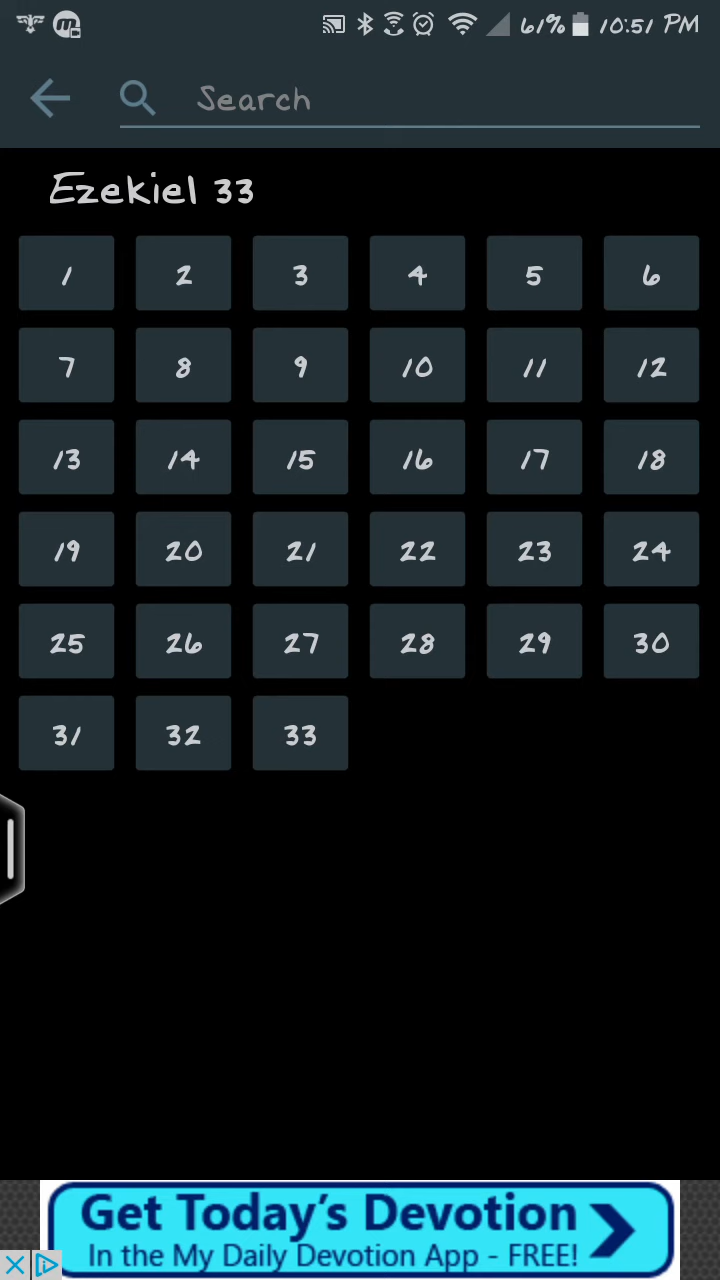 61% 10:51 PM
Search
Ezekiel 33
1 2 3 4 5 6
7 8 9 10 11 12
13 14 15 16 17 18
19 20 21 22 23 24
25 26 27 28 29 30
31 32 33
Get Today's Devotion
In the My Daily Devotion App - FREE!